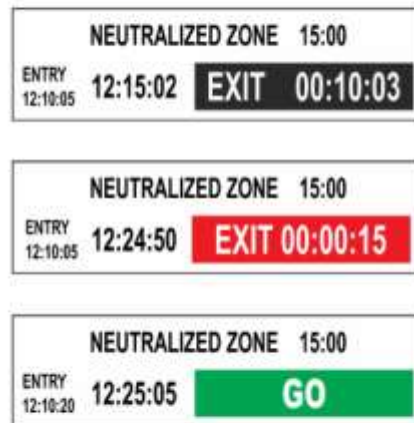 NEUTRALIZED ZONE 15:00
ENTRY
12:10:05 12:15:02 EXIT 00:10:03
NEUTRALIZED ZONE 15:00
ENTRY
12:10:05 12:24:50 EXIT 00:00:15
NEUTRALIZED ZONE 15:00
ENTRY
12:10:20 12:25:05 GO